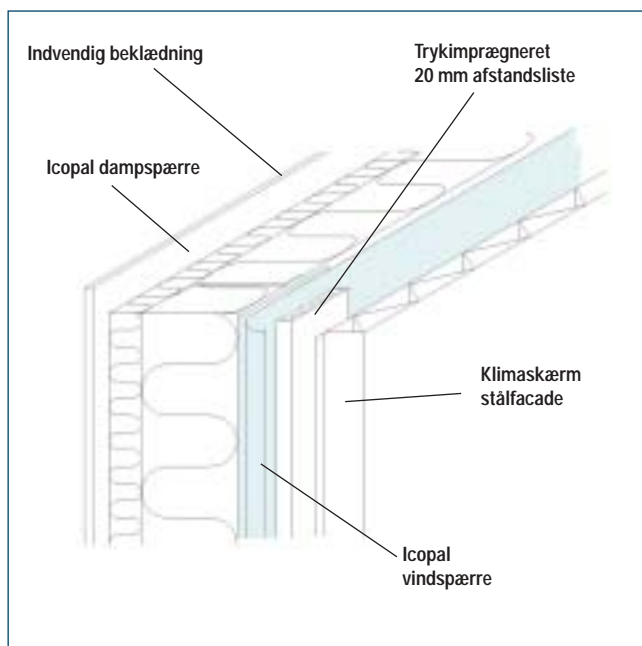 Indvendig beklædning
Trykimprægneret
20 mm afstandsliste
Icopal dampspærre
Klimaskærm
stålfacade
Icopal
vindspærre